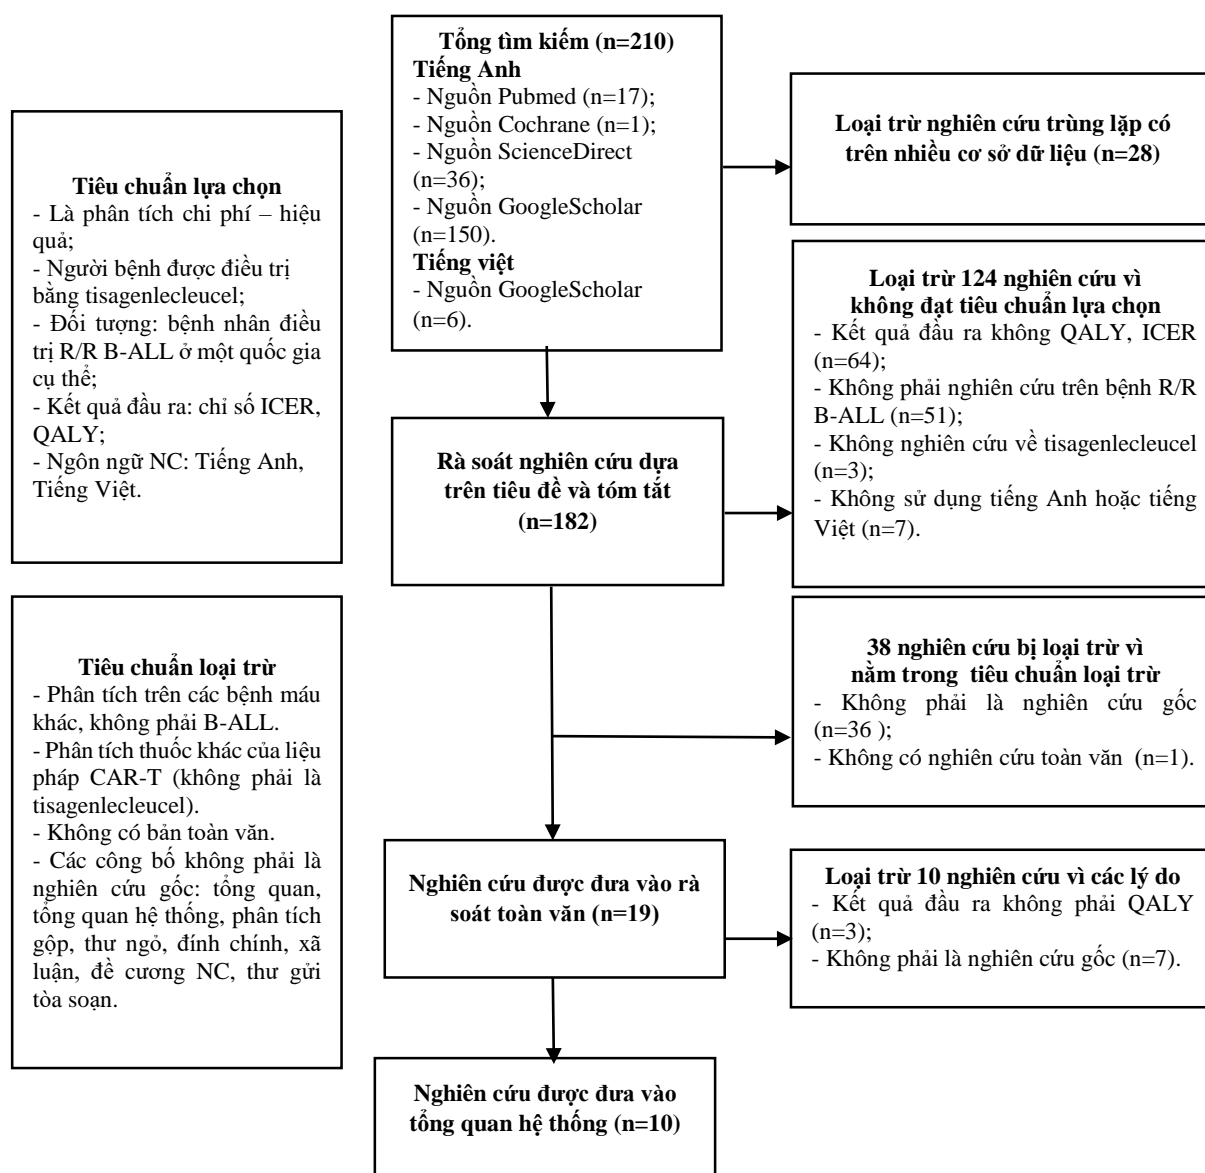 Tổng tìm kiếm (n=210)
Tiếng Anh
- Nguồn Pubmed (n=17);
- Nguồn Cochrane (n=1);
- Nguồn ScienceDirect
(n=36);
- Nguồn GoogleScholar
(n=150).
Tiếng việt
- Nguồn GoogleScholar
(n=6).
Loại trừ nghiên cứu trùng lặp có
trên nhiều cơ sở dữ liệu (n=28)
Tiêu chuẩn lựa chọn
- Là phân tích chi phí – hiệu
quả;
- Người bệnh được điều trị
bằng tisagenlecleucel;
- Đối tượng: bệnh nhân điều
trị R/R B-ALL ở một quốc gia
cụ thể;
- Kết quả đầu ra: chỉ số ICER,
QALY;
- Ngôn ngữ NC: Tiếng Anh,
Tiếng Việt.
Loại trừ 124 nghiên cứu vì
không đạt tiêu chuẩn lựa chọn
- Kết quả đầu ra không QALY, ICER
(n=64);
- Không phải nghiên cứu trên bệnh R/R
B-ALL (n=51);
- Không nghiên cứu về tisagenlecleucel
(n=3);
- Không sử dụng tiếng Anh hoặc tiếng
Việt (n=7).
Rà soát nghiên cứu dựa
trên tiêu đề và tóm tắt
(n=182)
Tiêu chuẩn loại trừ
- Phân tích trên các bệnh máu
khác, không phải B-ALL.
- Phân tích thuốc khác của liệu
pháp CAR-T (không phải là
tisagenlecleucel).
- Không có bản toàn văn.
- Các công bố không phải là
nghiên cứu gốc: tổng quan,
tổng quan hệ thống, phân tích
gộp, thư ngỏ, đính chính, xã
luận, đề cương NC, thư gửi
tòa soạn.
38 nghiên cứu bị loại trừ vì
nằm trong tiêu chuẩn loại trừ
- Không phải là nghiên cứu gốc
(n=36 );
- Không có nghiên cứu toàn văn (n=1).
Nghiên cứu được đưa vào rà
soát toàn văn (n=19)
Loại trừ 10 nghiên cứu vì các lý do
- Kết quả đầu ra không phải QALY
(n=3);
- Không phải là nghiên cứu gốc (n=7).
Nghiên cứu được đưa vào
tổng quan hệ thống (n=10)